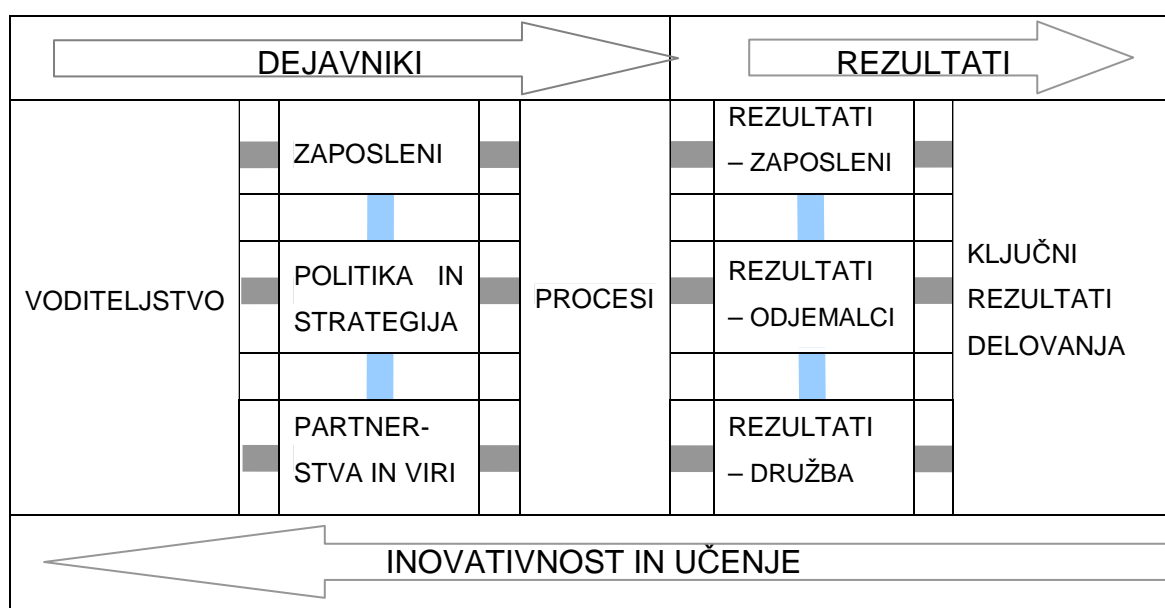 DEJAVNIKI
REZULTATI
VODITELJSTVO
ZAPOSLENI
POLITIKA IN
STRATEGIJA
PARTNER-
STVA IN VIRI
PROCESI
REZULTATI
– ZAPOSLENI
REZULTATI
– ODJEMALCI
REZULTATI
– DRUŽBA
KLJUČNI
REZULTATI
DELOVANJA
INOVATIVNOST IN UČENJE